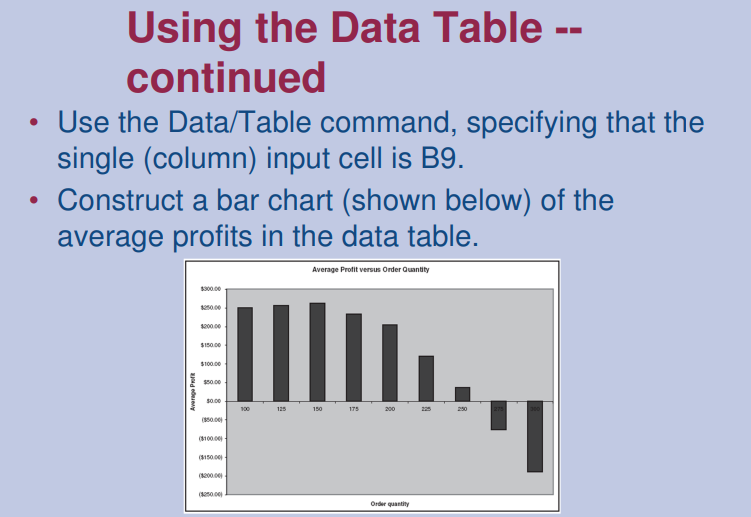 Using the Data Table --
continued
• Use the Data/Table command, specifying that the
single (column) input cell is B9.
• Construct a bar chart (shown below) of the
average profits in the data table.
Average Profit versus Order Quantity
$300.00
$250.00
$200.00
$150.00
$100.00
$50.00
$0.00
($50.00)
($100.00)
($150.00)
($200.00)
($250.00)
Average Profit
100 125 150 175 200 225 250
Order quantity